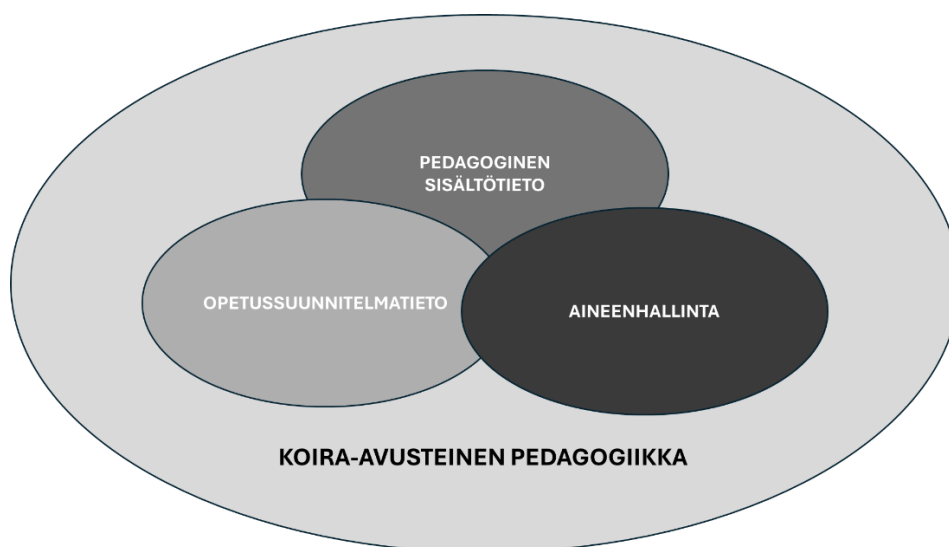 PEDAGOGINEN
SISÄLTÖTIETO
OPETUSSUUNNITELMATIETO
AINEENHALLINTA
KOIRA-AVUSTEINEN PEDAGOGIIKKA